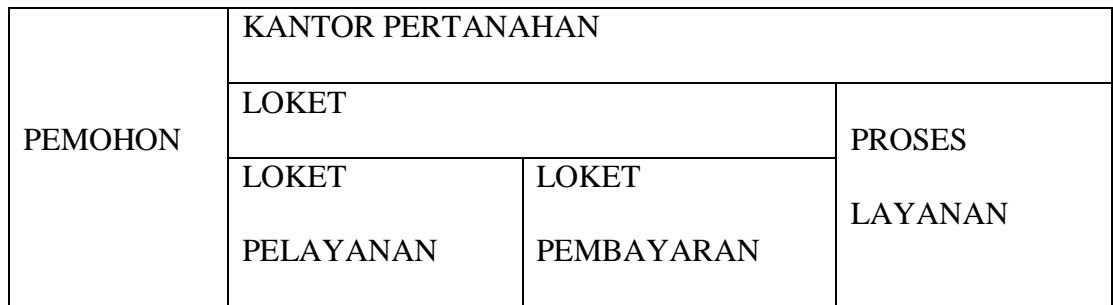 PEMOHON
KANTOR PERTANAHAN
LOKET
LOKET
PELAYANAN
LOKET
PEMBAYARAN
PROSES
LAYANAN